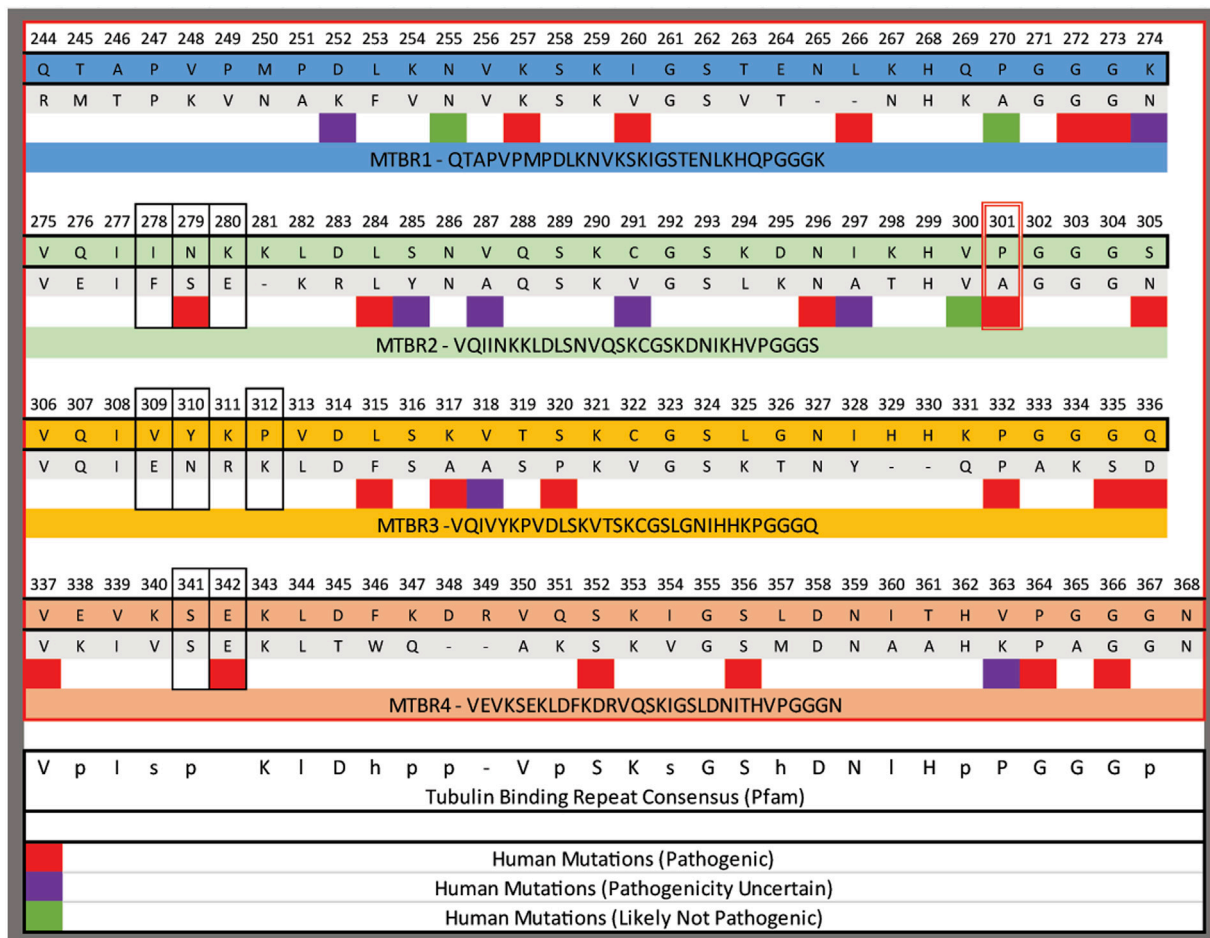 244 245 246 247 248 249 250 251 252 253 254 255 256 257 258 259 260 261 262 263 264 265 266 267 268 269 270 271 272 273 274
Q T A P V P M P D L K N V K S K I G S T E N L K H Q P G G G K
R M T P K V N A K F V N V K S K V G S V T - - N H K A G G G N
MTBR1 - QTAPVPMPDLKNVKSKIGSTENLKHQPGGGK
275 276 277 278 279 280 281 282 283 284 285 286 287 288 289 290 291 292 293 294 295 296 297 298 299 300 301 302 303 304 305
V Q I I N K K L D L S N V Q S K C G S K D N I K H V P G G G S
V E I F S E - K R L Y N A Q S K V G S L K N A T H V A G G G N
MTBR2 - VQIINKKLDLSNVQSKCGSKDNIKHVPGGGS
306 307 308 309 310 311 312 313 314 315 316 317 318 319 320 321 322 323 324 325 326 327 328 329 330 331 332 333 334 335 336
V Q I V Y K P V D L S K V T S K C G S L G N I H H K P G G G Q
V Q I E N R K L D F S A A S P K V G S K T N Y - - Q P A K S D
MTBR3 - VQIVYKPVDLSKVTSKCGSLGNIHHKPGGGQ
337 338 339 340 341 342 343 344 345 346 347 348 349 350 351 352 353 354 355 356 357 358 359 360 361 362 363 364 365 366 367 368
V E V K S E K L D F K D R V Q S K I G S L D N I T H V P G G G N
V K I V S E K L T W Q - - A K S K V G S M D N A A H K P A G G N
MTBR4 - VEVKSEKLDFKDRVQSKIGSLDNITHVPGGGN
V p I s p K l D h p p - V p S K s G S h D N l H p P G G G p
Tubulin Binding Repeat Consensus (Pfam)
Human Mutations (Pathogenic)
Human Mutations (Pathogenicity Uncertain)
Human Mutations (Likely Not Pathogenic)